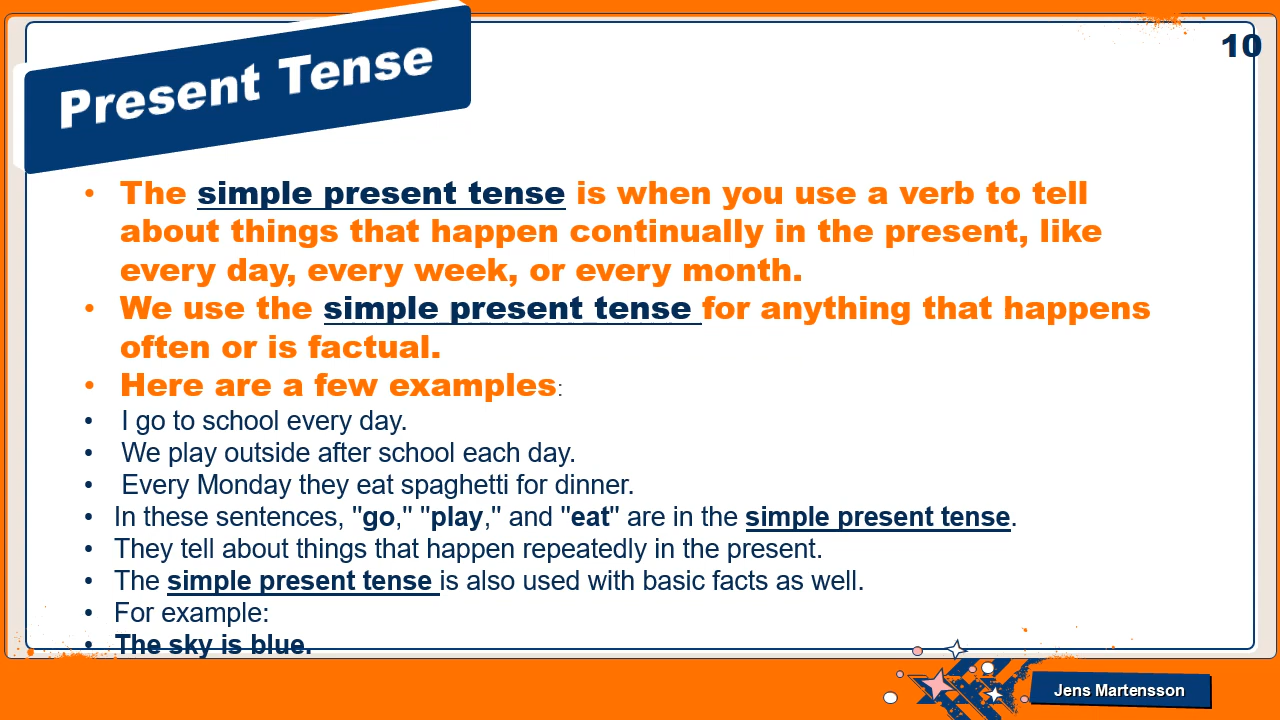 10
Present Tense
• The simple present tense is when you use a verb to tell
about things that happen continually in the present, like
every day, every week, or every month.
• We use the simple present tense for anything that happens
often or is factual.
• Here are a few examples:
• I go to school every day.
• We play outside after school each day.
• Every Monday they eat spaghetti for dinner.
• In these sentences, "go," "play," and "eat" are in the simple present tense.
• They tell about things that happen repeatedly in the present.
• The simple present tense is also used with basic facts as well.
• For example:
• The sky is blue.
Jens Martensson